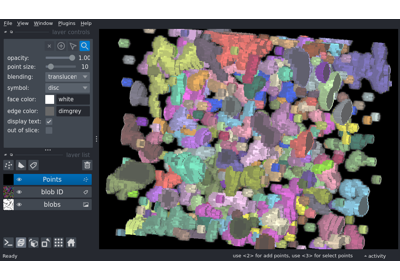 File View Window Plugins Help
layer controls
opacity: 1.00
point size: 10
blending: translucen
symbol: disc
face color: white
edge color: dimgrey
display text:
out of slice:
layer list
Points
blob ID
blobs
Ready
use <2> for add points, use <3> for select points
activity